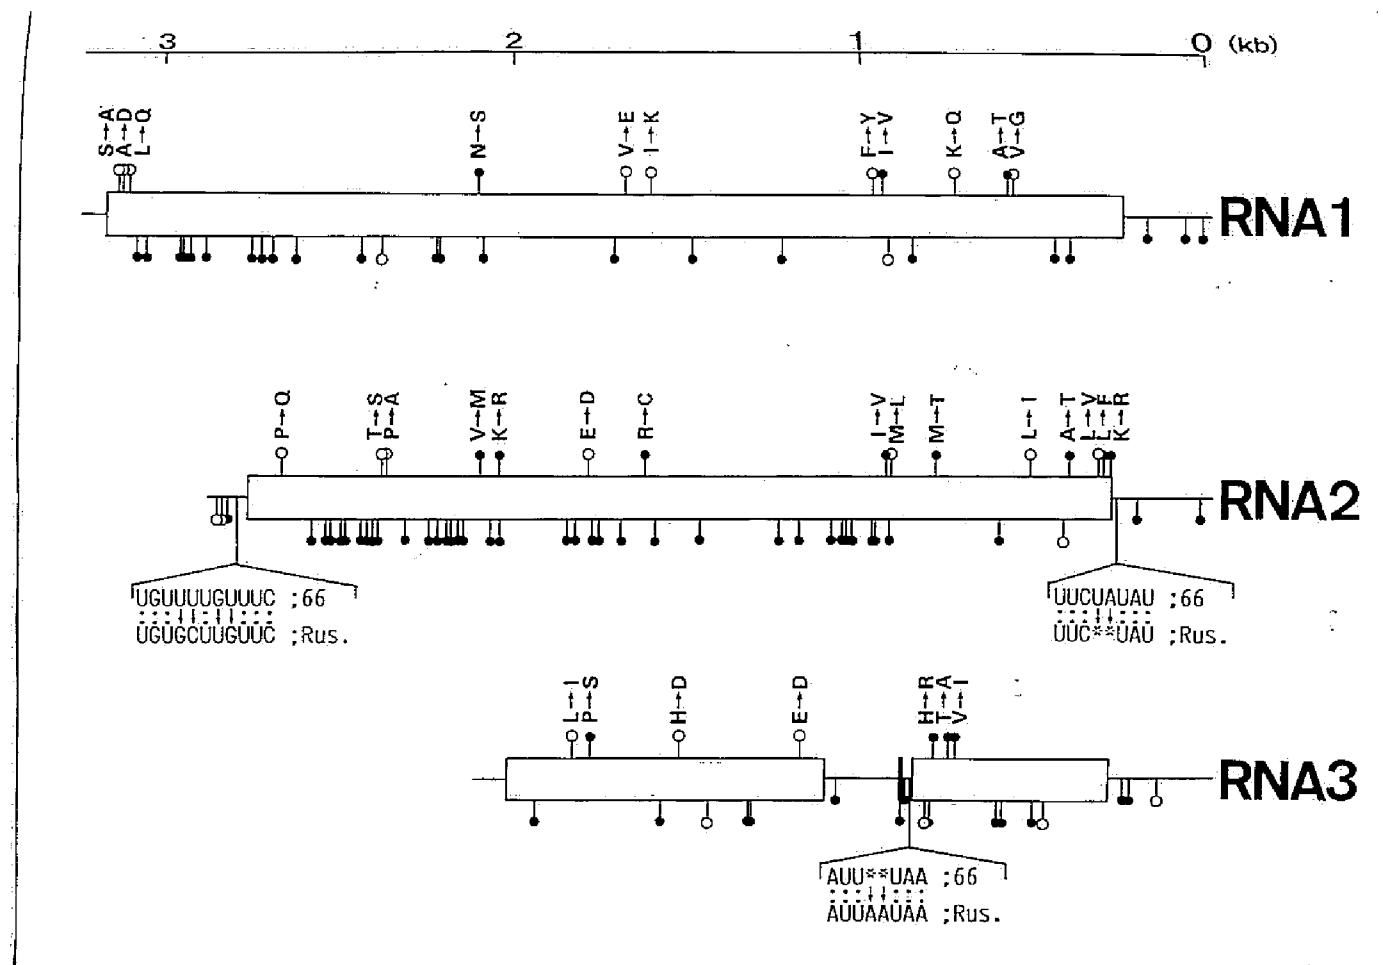 3 2 1 0 (kb)
S→A A→D L→Q N→S V→E I→K F→Y I→V K→Q A→T V→G
RNA1
P→Q T→S P→A V→M K→R E→D R→C I→V M→L M→T L→I A→T L→V L→F K→R
RNA2
UGUUUUGUUUC ;66 UUCUAUAU ;66
UGUGCUUGUUC ;Rus. UUC**UAU ;Rus.
L→I P→S H→D E→D H→R T→A V→I
RNA3
AUU**UAA ;66
AUUAAUAA ;Rus.